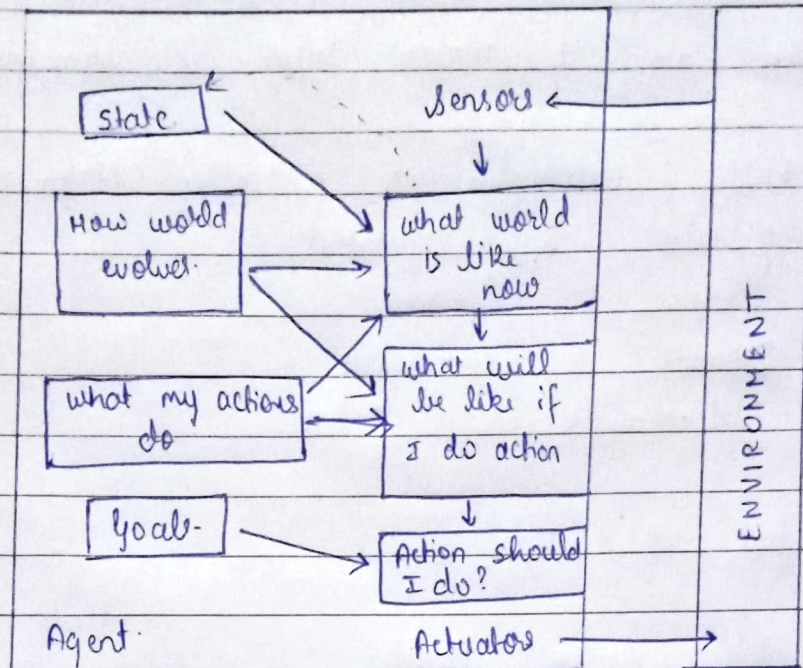 State
Sensors
How world
evolves.
what world
is like
now
what my actions
do
what will
be like if
I do action
Goals.
Action should
I do?
Agent.
Actuators
ENVIRONMENT